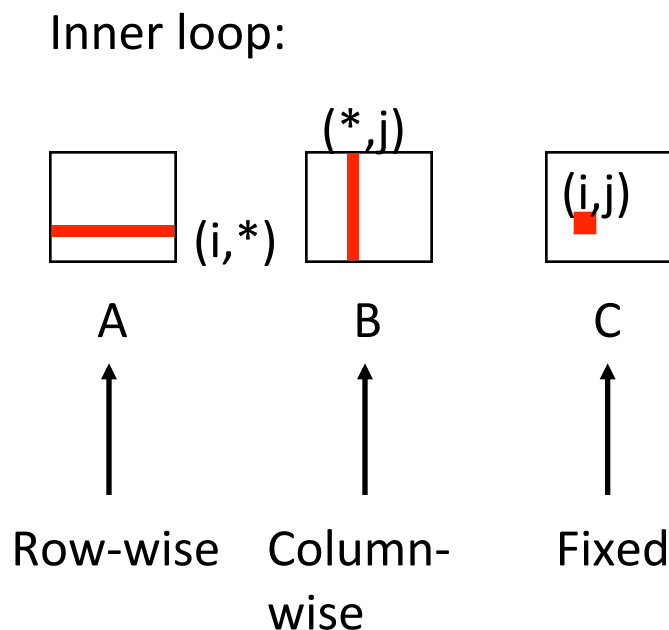 Inner loop:
(*,j)
(i,j)
(i,*)
A B C
Row-wise Column- Fixed
wise